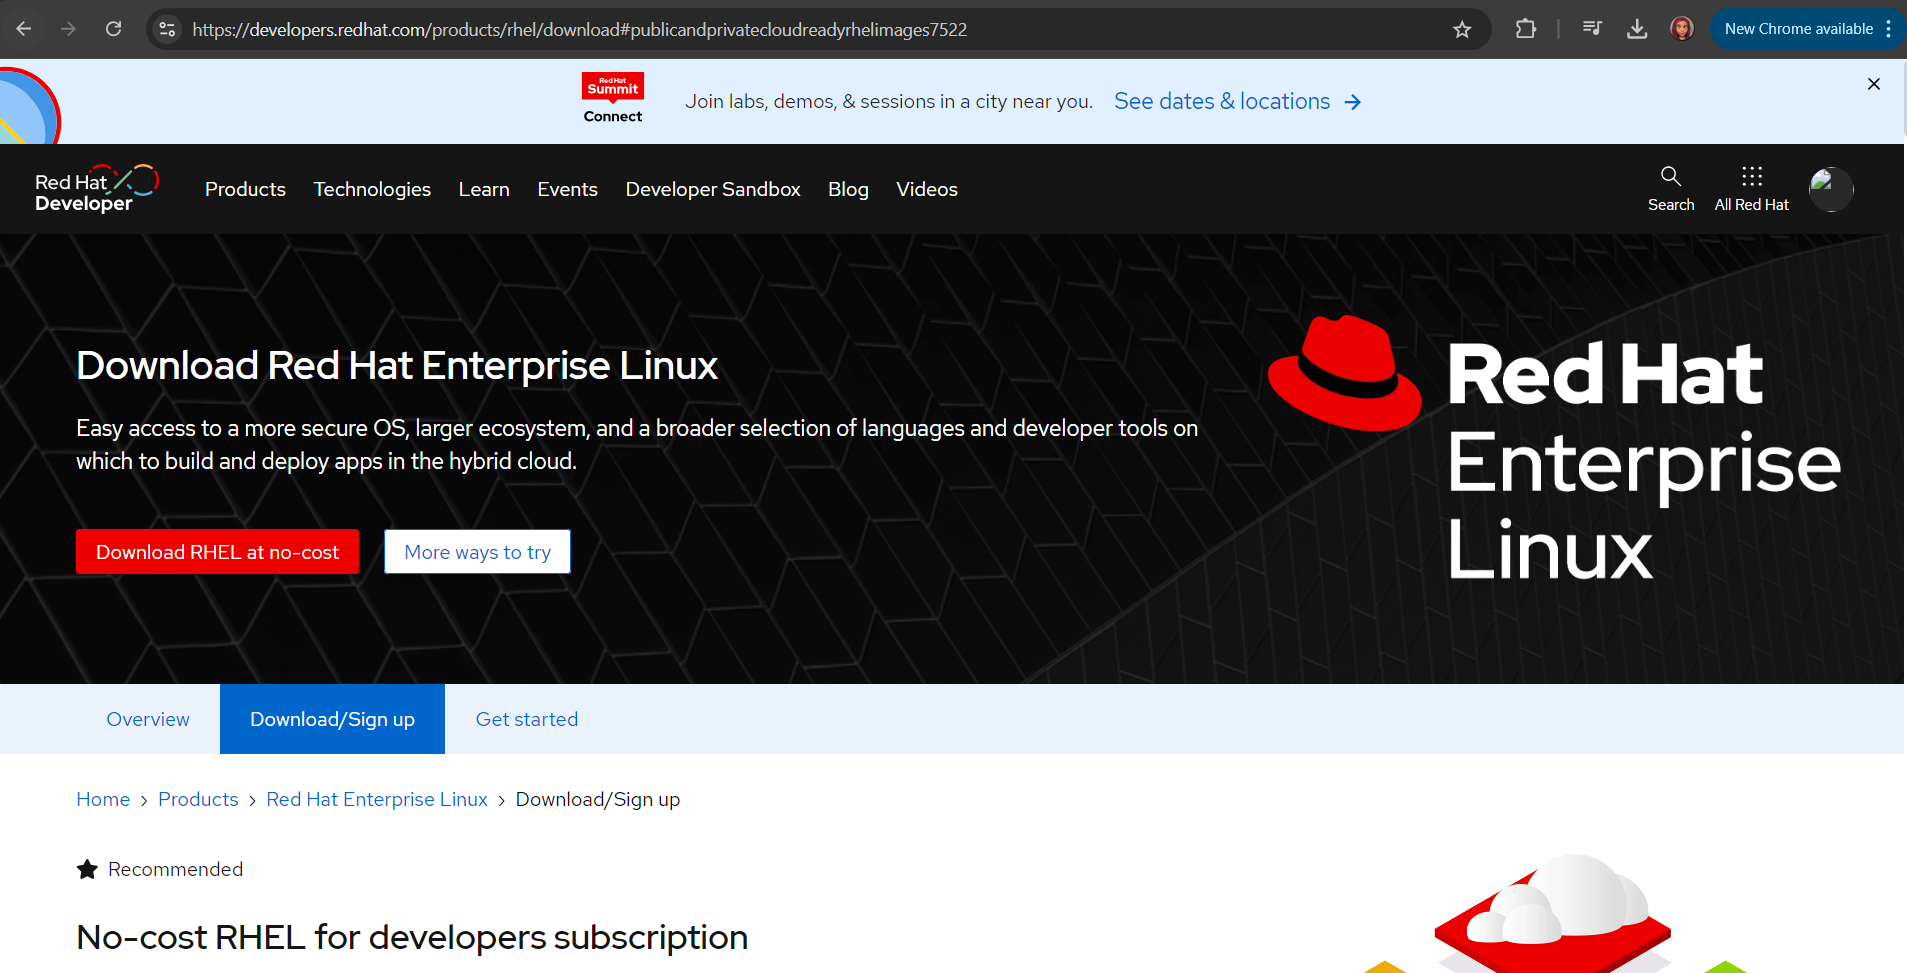 https://developers.redhat.com/products/rhel/download#publicandprivatecloudreadyrhelimages7522
New Chrome available
Red Hat
Summit
Connect
Join labs, demos, & sessions in a city near you. See dates & locations →
Red Hat
Developer
Products Technologies Learn Events Developer Sandbox Blog Videos
Search All Red Hat
Download Red Hat Enterprise Linux
Easy access to a more secure OS, larger ecosystem, and a broader selection of languages and developer tools on
which to build and deploy apps in the hybrid cloud.
Download RHEL at no-cost More ways to try
Red Hat
Enterprise
Linux
Overview Download/Sign up Get started
Home › Products › Red Hat Enterprise Linux › Download/Sign up
Recommended
No-cost RHEL for developers subscription